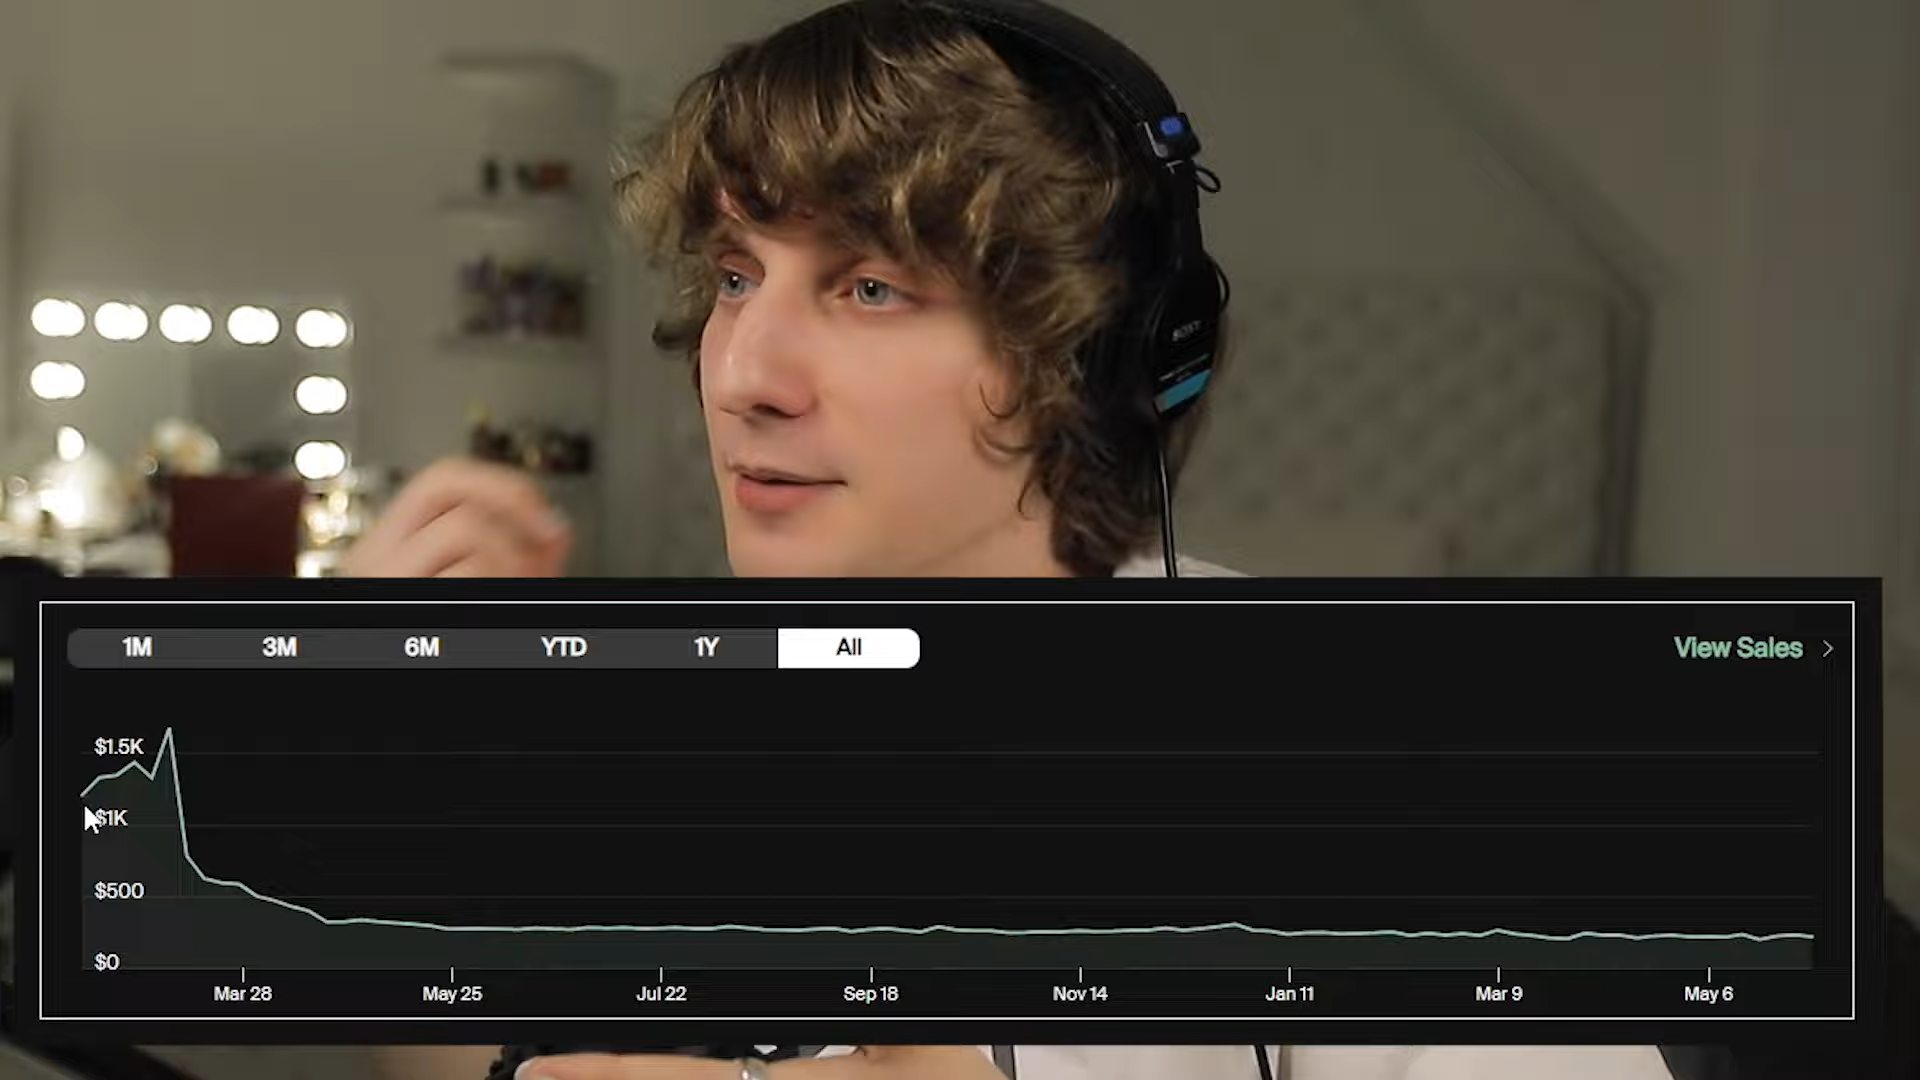 SONY
1M 3M 6M YTD 1Y All View Sales
$1.5K
$1K
$500
$0
Mar 28 May 25 Jul 22 Sep 18 Nov 14 Jan 11 Mar 9 May 6